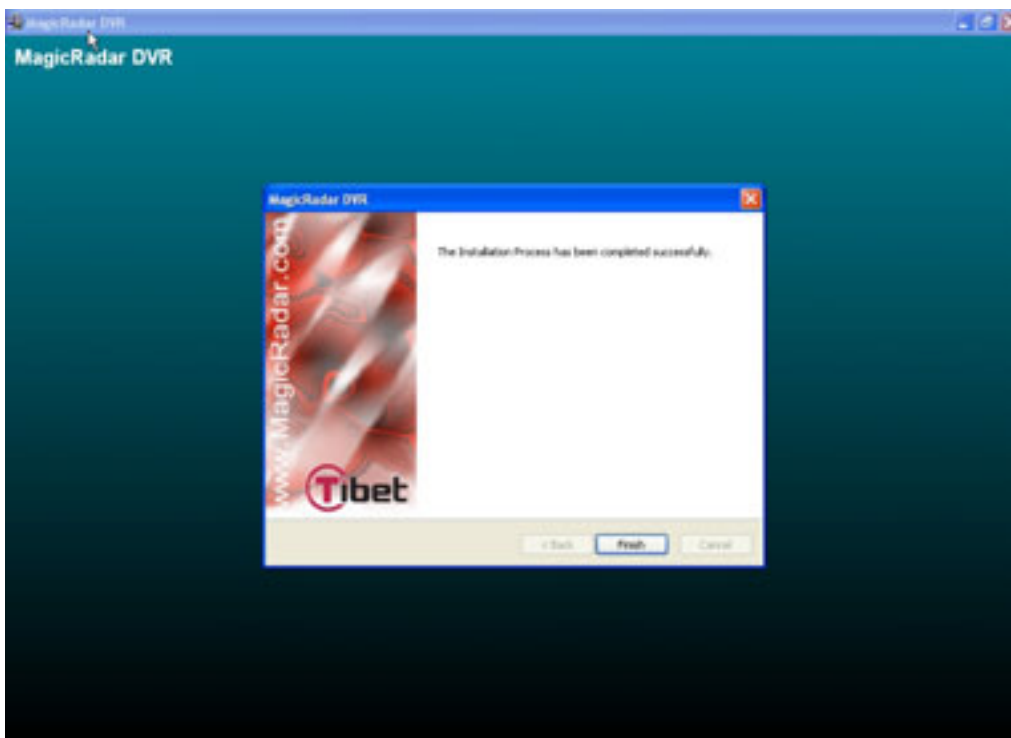 MagicRadar DVR
MagicRadar DVR
MagicRadar DVR
The Installation Process has been completed successfully.
www.MagicRadar.com
Tibet
< Back
Finish
Cancel